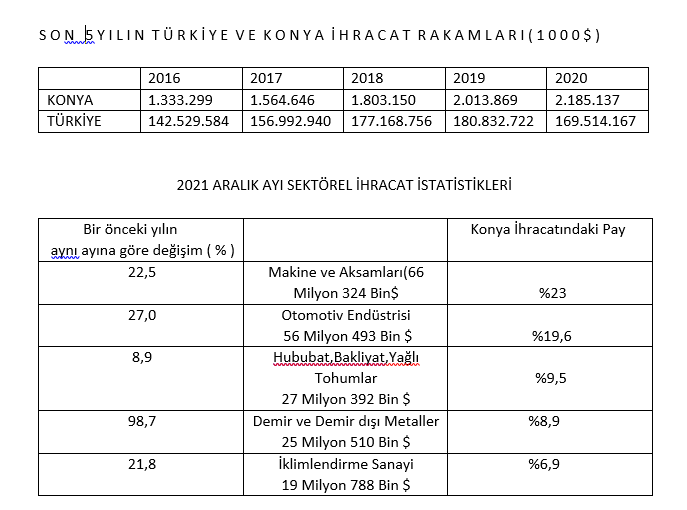 SON 5YILIN TÜRKİYE VE KONYA İHRACAT RAKAMLARI(1000$)
2016 2017 2018 2019 2020
KONYA 1.333.299 1.564.646 1.803.150 2.013.869 2.185.137
TÜRKİYE 142.529.584 156.992.940 177.168.756 180.832.722 169.514.167
2021 ARALIK AYI SEKTÖREL İHRACAT İSTATİSTİKLERİ
Bir önceki yılın
aynı ayına göre değişim ( % )
Konya İhracatındaki Pay
22,5
Makine ve Aksamları(66
Milyon 324 Bin$
%23
27,0
Otomotiv Endüstrisi
56 Milyon 493 Bin $
%19,6
8,9
Hububat,Bakliyat,Yağlı
Tohumlar
27 Milyon 392 Bin $
%9,5
98,7
Demir ve Demir dışı Metaller
25 Milyon 510 Bin $
%8,9
21,8
İklimlendirme Sanayi
19 Milyon 788 Bin $
%6,9